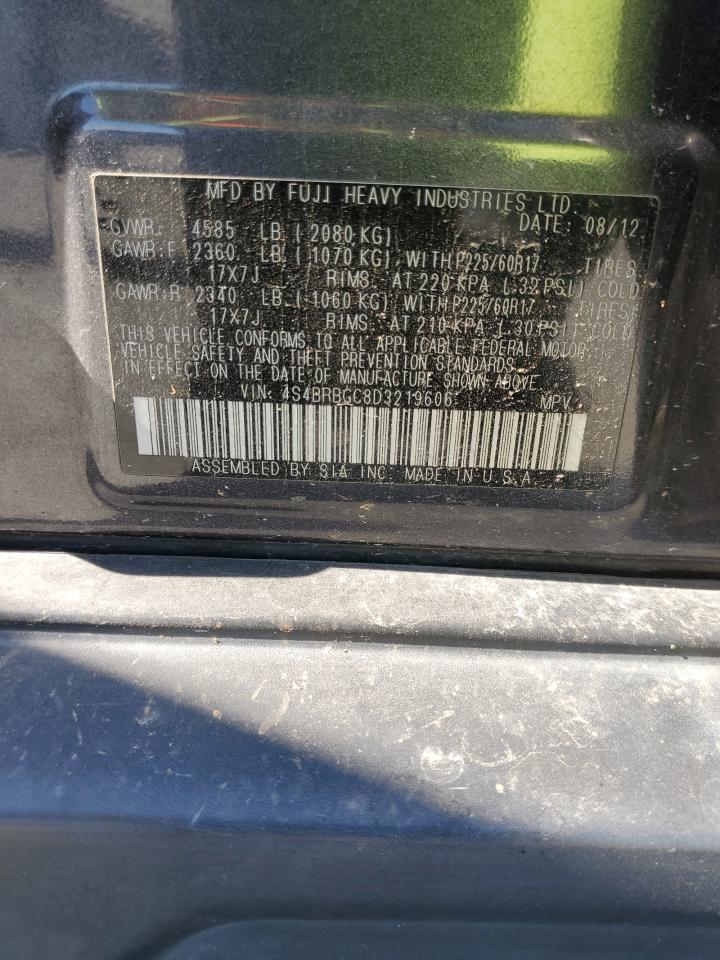 MFD BY FUJI HEAVY INDUSTRIES LTD.
DATE: 08/12
GVWR: 4585 LB (2080 KG)
GAWR:F 2360 LB (1070 KG) WITH P225/60R17 TIRES
17X7J RIMS, AT 220 KPA (32 PSI) COLD
GAWR:R 2340 LB (1060 KG) WITH P225/60R17 TIRES
17X7J RIMS, AT 210 KPA (30 PSI) COLD
THIS VEHICLE CONFORMS TO ALL APPLICABLE FEDERAL MOTOR
VEHICLE SAFETY AND THEFT PREVENTION STANDARDS
IN EFFECT ON THE DATE OF MANUFACTURE SHOWN ABOVE
VIN: 4S4BRBGC8D3219606 MPV
ASSEMBLED BY S.I.A. INC. MADE IN U.S.A.